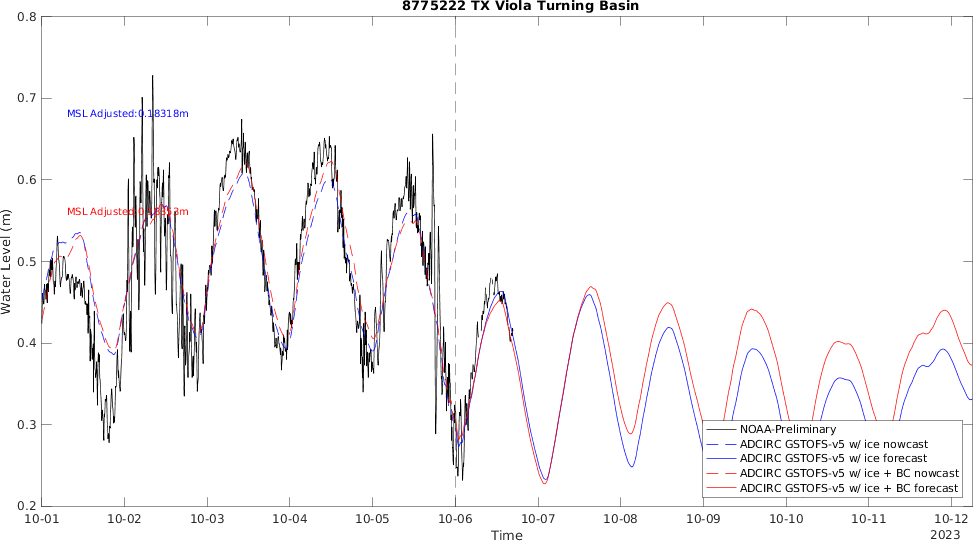 8775222 TX Viola Turning Basin
Water Level (m)
0.8
0.7
0.6
0.5
0.4
0.3
0.2
MSL Adjusted:0.18318m
MSL Adjusted:
NOAA-Preliminary
ADCIRC GSTOFS-v5 w/ ice nowcast
ADCIRC GSTOFS-v5 w/ ice forecast
ADCIRC GSTOFS-v5 w/ ice + BC nowcast
ADCIRC GSTOFS-v5 w/ ice + BC forecast
10-01 10-02 10-03 10-04 10-05 10-06 10-07 10-08 10-09 10-10 10-11 10-12
2023
Time